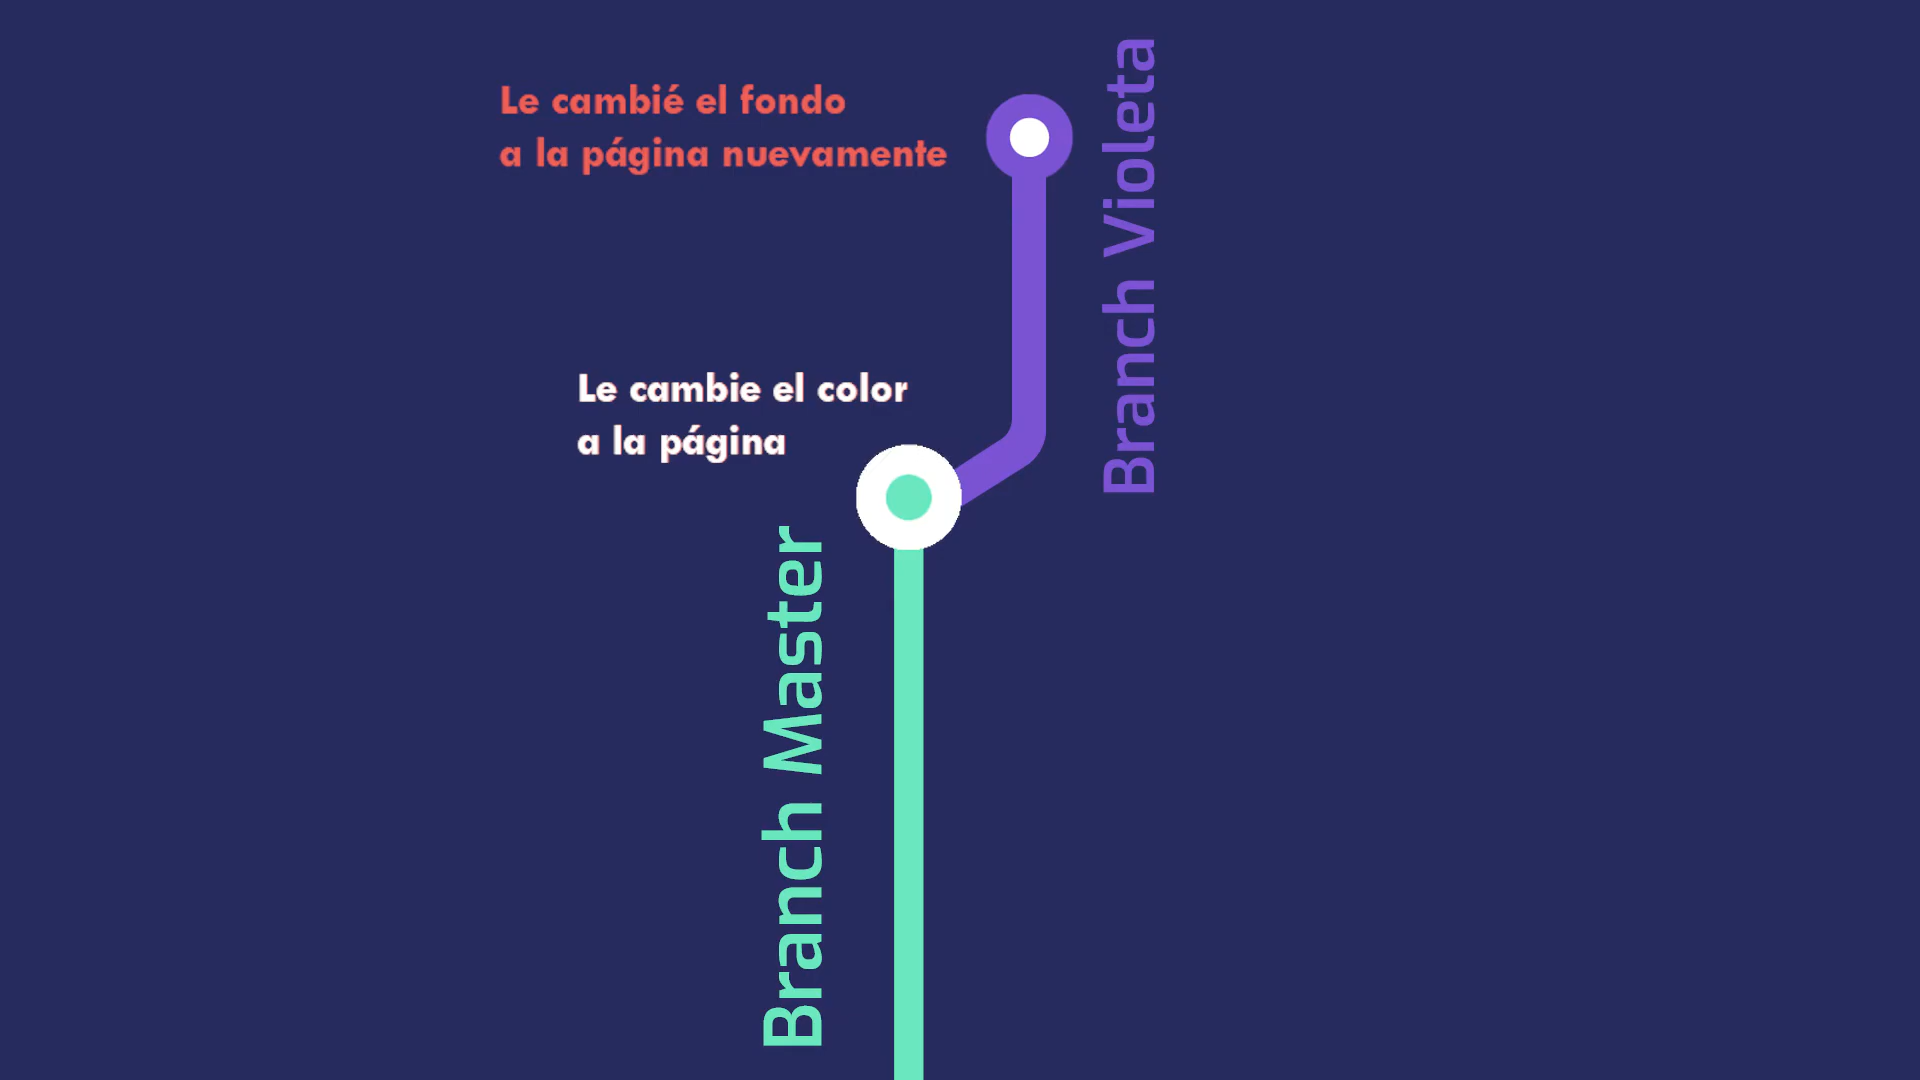 Le cambié el fondo
a la página nuevamente
Branch Violeta
Le cambie el color
a la página
Branch Master